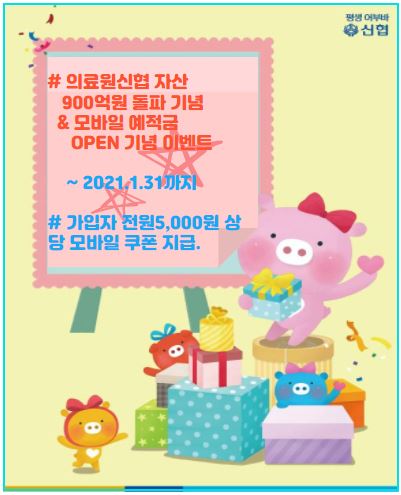 평생 어부바
신협
# 의료원신협 자산
900억원 돌파 기념
& 모바일 예적금
OPEN 기념 이벤트
~ 2021.1.31까지
# 가입자 전원5,000원 상
당 모바일 쿠폰 지급.